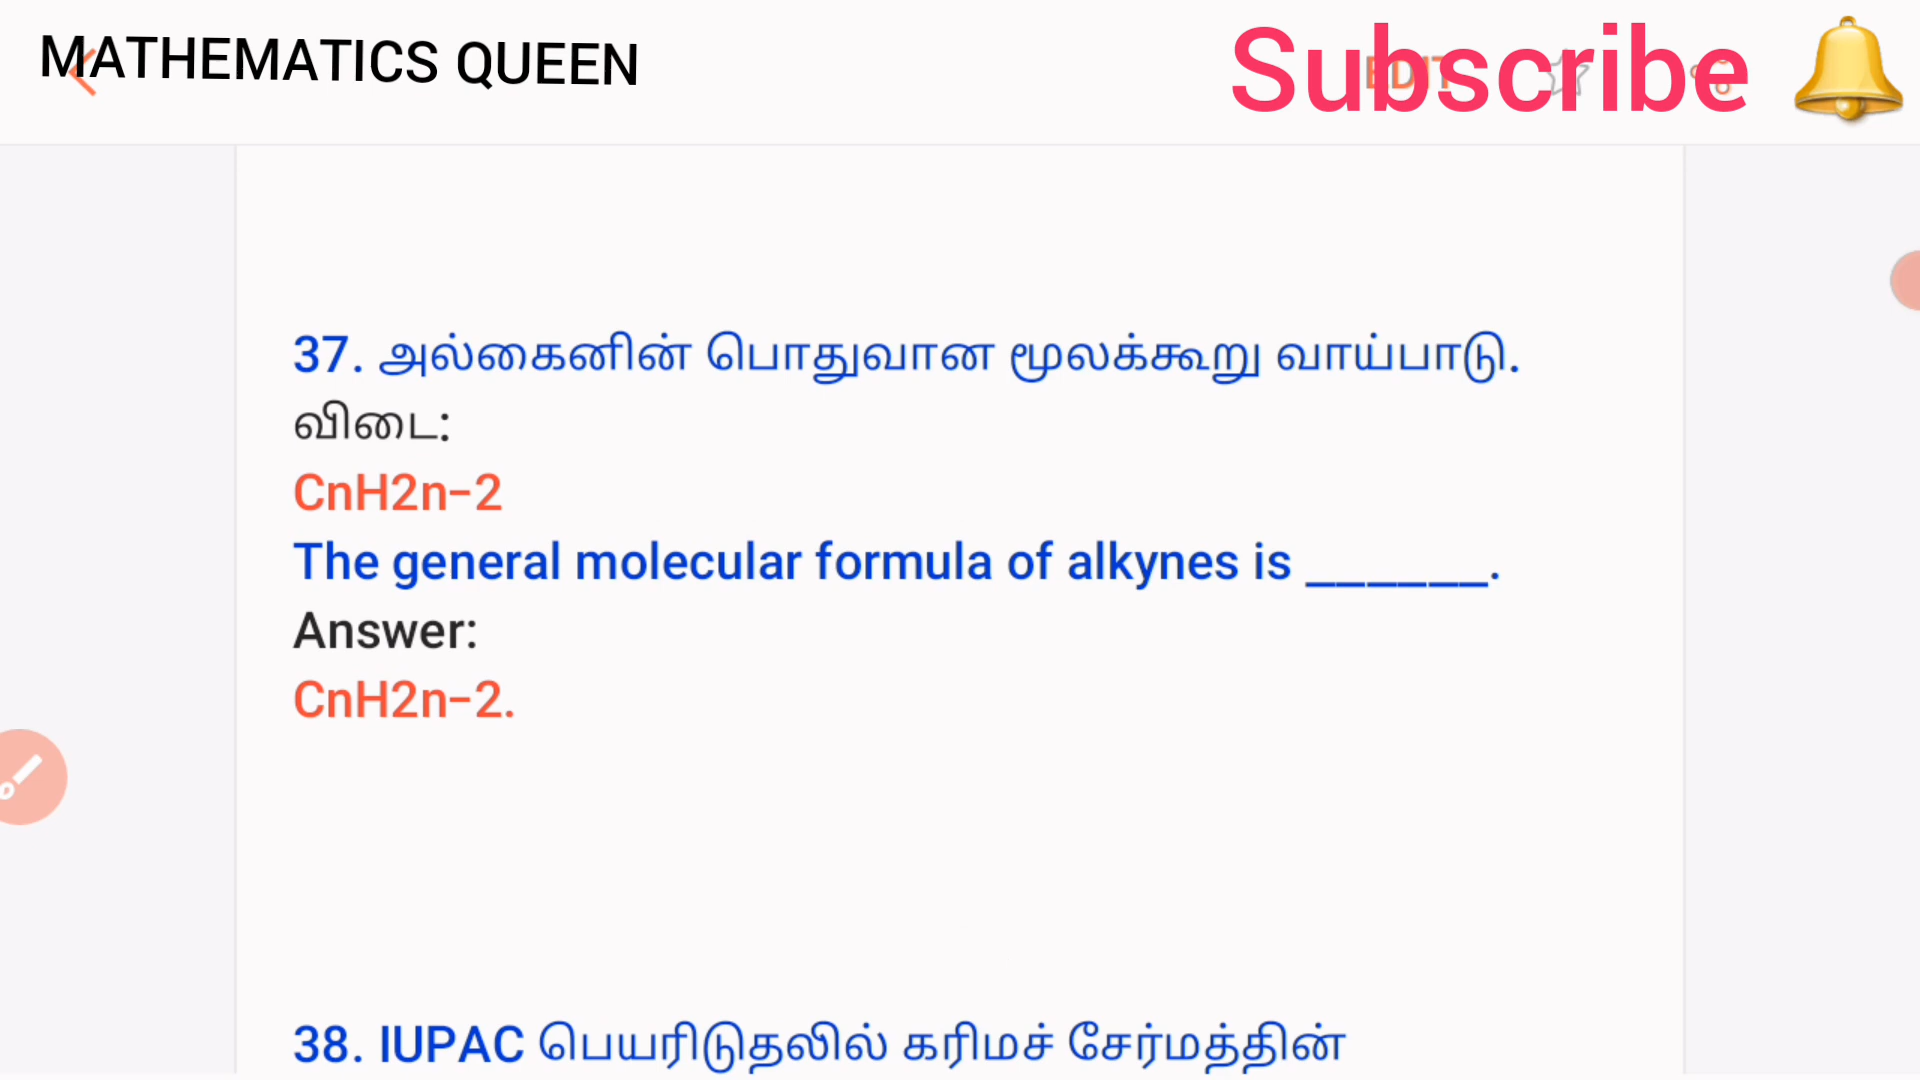 MATHEMATICS QUEEN
Subscribe
EDIT
37. அல்கைனின் பொதுவான மூலக்கூறு வாய்பாடு.
விடை:
CnH2n−2
The general molecular formula of alkynes is ______.
Answer:
CnH2n−2.
38. IUPAC பெயரிடுதலில் கரிமச் சேர்மத்தின்